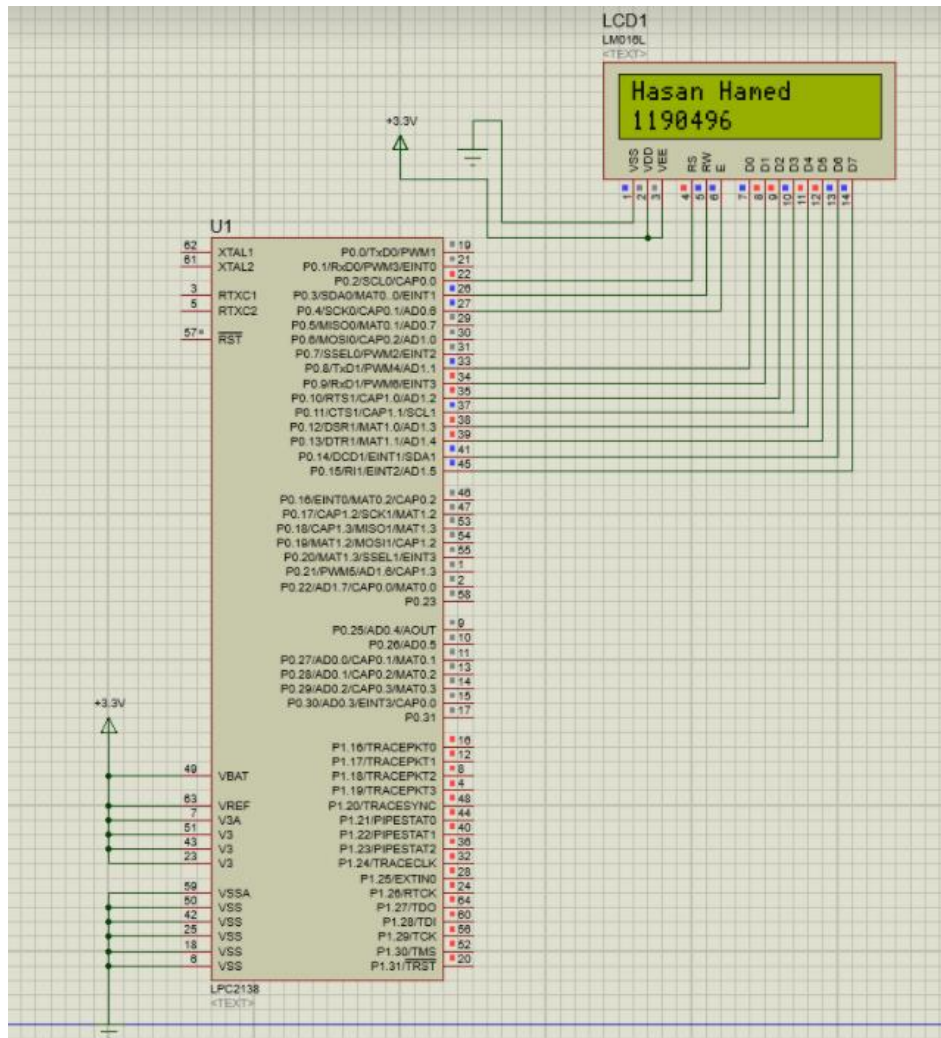 LCD1
LM016L
<TEXT>
Hasan Hamed
1190496
VSS
VDD
VEE
RS
RW
E
D0
D1
D2
D3
D4
D5
D6
D7
1
2
3
4
5
6
7
8
9
10
11
12
13
14
+3.3V
U1
62 XTAL1
61 XTAL2
3 RTXC1
5 RTXC2
57 RST
P0.0/TxD0/PWM1 19
P0.1/RxD0/PWM3/EINT0 21
P0.2/SCL0/CAP0.0 22
P0.3/SDA0/MAT0..0/EINT1 26
P0.4/SCK0/CAP0.1/AD0.6 27
P0.5/MISO0/MAT0.1/AD0.7 29
P0.6/MOSI0/CAP0.2/AD1.0 30
P0.7/SSEL0/PWM2/EINT2 31
P0.8/TxD1/PWM4/AD1.1 33
P0.9/RxD1/PWM6/EINT3 34
P0.10/RTS1/CAP1.0/AD1.2 35
P0.11/CTS1/CAP1.1/SCL1 37
P0.12/DSR1/MAT1.0/AD1.3 38
P0.13/DTR1/MAT1.1/AD1.4 39
P0.14/DCD1/EINT1/SDA1 41
P0.15/RI1/EINT2/AD1.5 45
P0.16/EINT0/MAT0.2/CAP0.2 46
P0.17/CAP1.2/SCK1/MAT1.2 47
P0.18/CAP1.3/MISO1/MAT1.3 53
P0.19/MAT1.2/MOSI1/CAP1.2 54
P0.20/MAT1.3/SSEL1/EINT3 55
P0.21/PWM5/AD1.6/CAP1.3 1
P0.22/AD1.7/CAP0.0/MAT0.0 2
P0.23 58
P0.25/AD0.4/AOUT 9
P0.26/AD0.5 10
P0.27/AD0.0/CAP0.1/MAT0.1 11
P0.28/AD0.1/CAP0.2/MAT0.2 13
P0.29/AD0.2/CAP0.3/MAT0.3 14
P0.30/AD0.3/EINT3/CAP0.0 15
P0.31 17
P1.16/TRACEPKT0 16
P1.17/TRACEPKT1 12
P1.18/TRACEPKT2 8
P1.19/TRACEPKT3 4
P1.20/TRACESYNC 48
P1.21/PIPESTAT0 44
P1.22/PIPESTAT1 40
P1.23/PIPESTAT2 36
P1.24/TRACECLK 32
P1.25/EXTIN0 28
P1.26/RTCK 24
P1.27/TDO 64
P1.28/TDI 60
P1.29/TCK 56
P1.30/TMS 52
P1.31/TRST 20
+3.3V
49 VBAT
63 VREF
7 V3A
51 V3
43 V3
23 V3
59 VSSA
50 VSS
42 VSS
25 VSS
18 VSS
6 VSS
LPC2138
<TEXT>